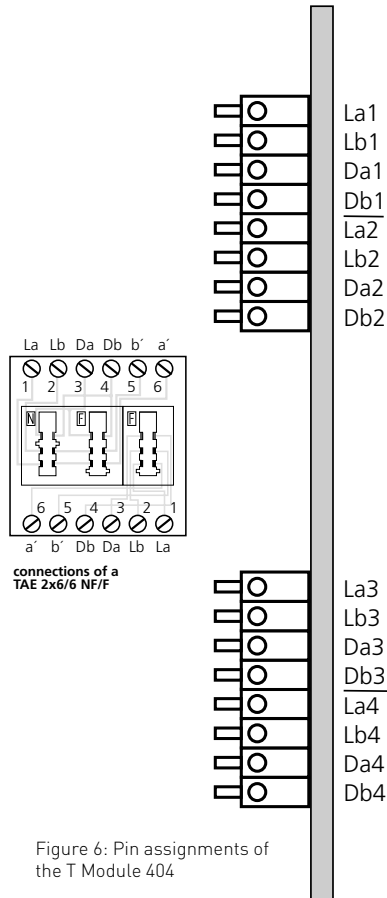 La1
Lb1
Da1
Db1
La2
Lb2
Da2
Db2
La Lb Da Db b´ a´
1 2 3 4 5 6
N F F
6 5 4 3 2 1
a´ b´ Db Da Lb La
connections of a
TAE 2x6/6 NF/F
La3
Lb3
Da3
Db3
La4
Lb4
Da4
Db4
Figure 6: Pin assignments of
the T Module 404